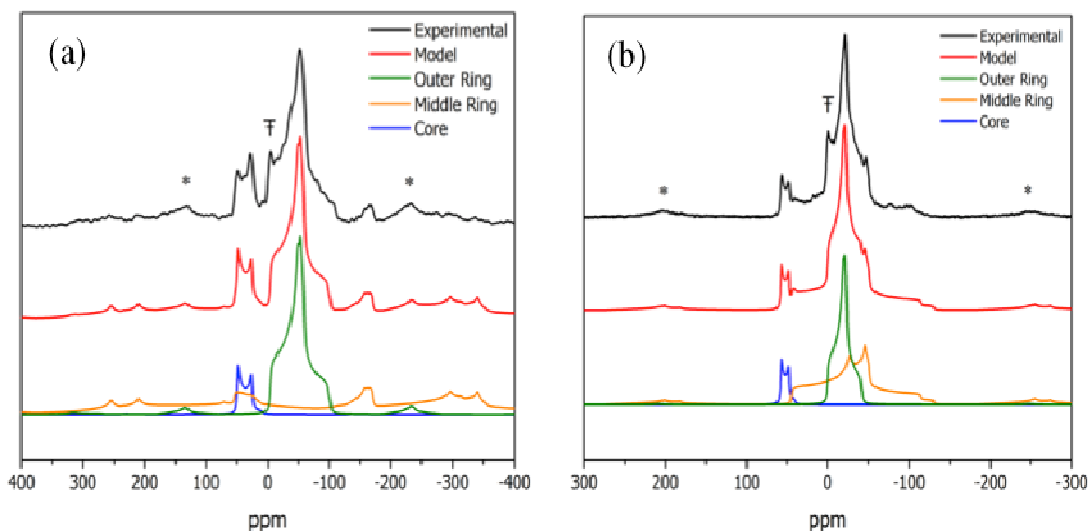 (a)
Experimental
Model
Outer Ring
Middle Ring
Core
Ŧ
*
*
400 300 200 100 0 -100 -200 -300 -400
ppm
(b)
Experimental
Model
Outer Ring
Middle Ring
Core
Ŧ
*
*
300 200 100 0 -100 -200 -300
ppm